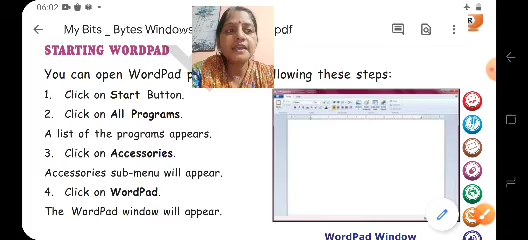 06:02
My Bits _ Bytes Windows pdf
STARTING WORDPAD
You can open WordPad p llowing these steps:
1. Click on Start Button.
2. Click on All Programs.
A list of the programs appears.
3. Click on Accessories.
Accessories sub-menu will appear.
4. Click on WordPad.
The WordPad window will appear.
WordPad Window
R